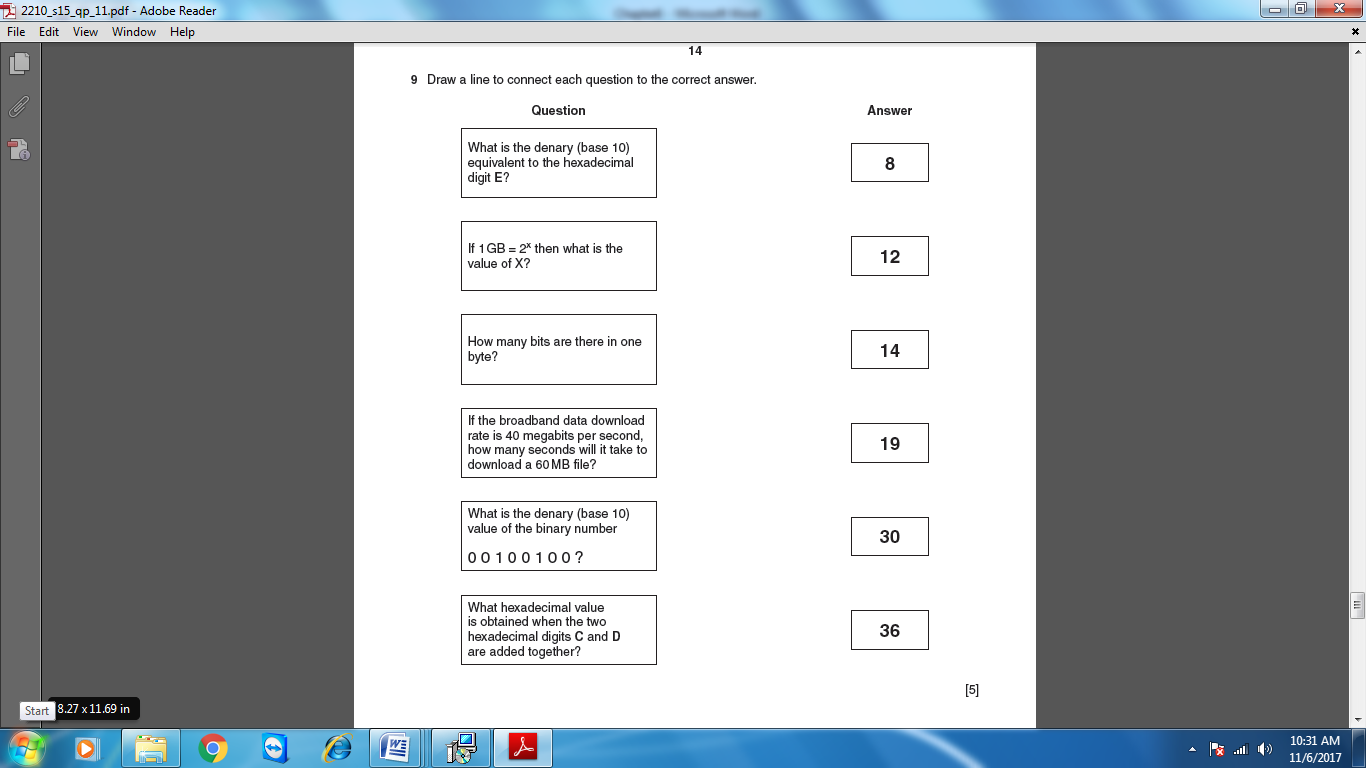 2210_s15_qp_11.pdf - Adobe Reader
File Edit View Window Help
14
9 Draw a line to connect each question to the correct answer.
Question Answer
What is the denary (base 10)
equivalent to the hexadecimal
digit E?
8
If 1 GB = 2ˣ then what is the
value of X?
12
How many bits are there in one
byte?
14
If the broadband data download
rate is 40 megabits per second,
how many seconds will it take to
download a 60 MB file?
19
What is the denary (base 10)
value of the binary number
0 0 1 0 0 1 0 0 ?
30
What hexadecimal value
is obtained when the two
hexadecimal digits C and D
are added together?
36
[5]
Start
8.27 x 11.69 in
10:31 AM
11/6/2017